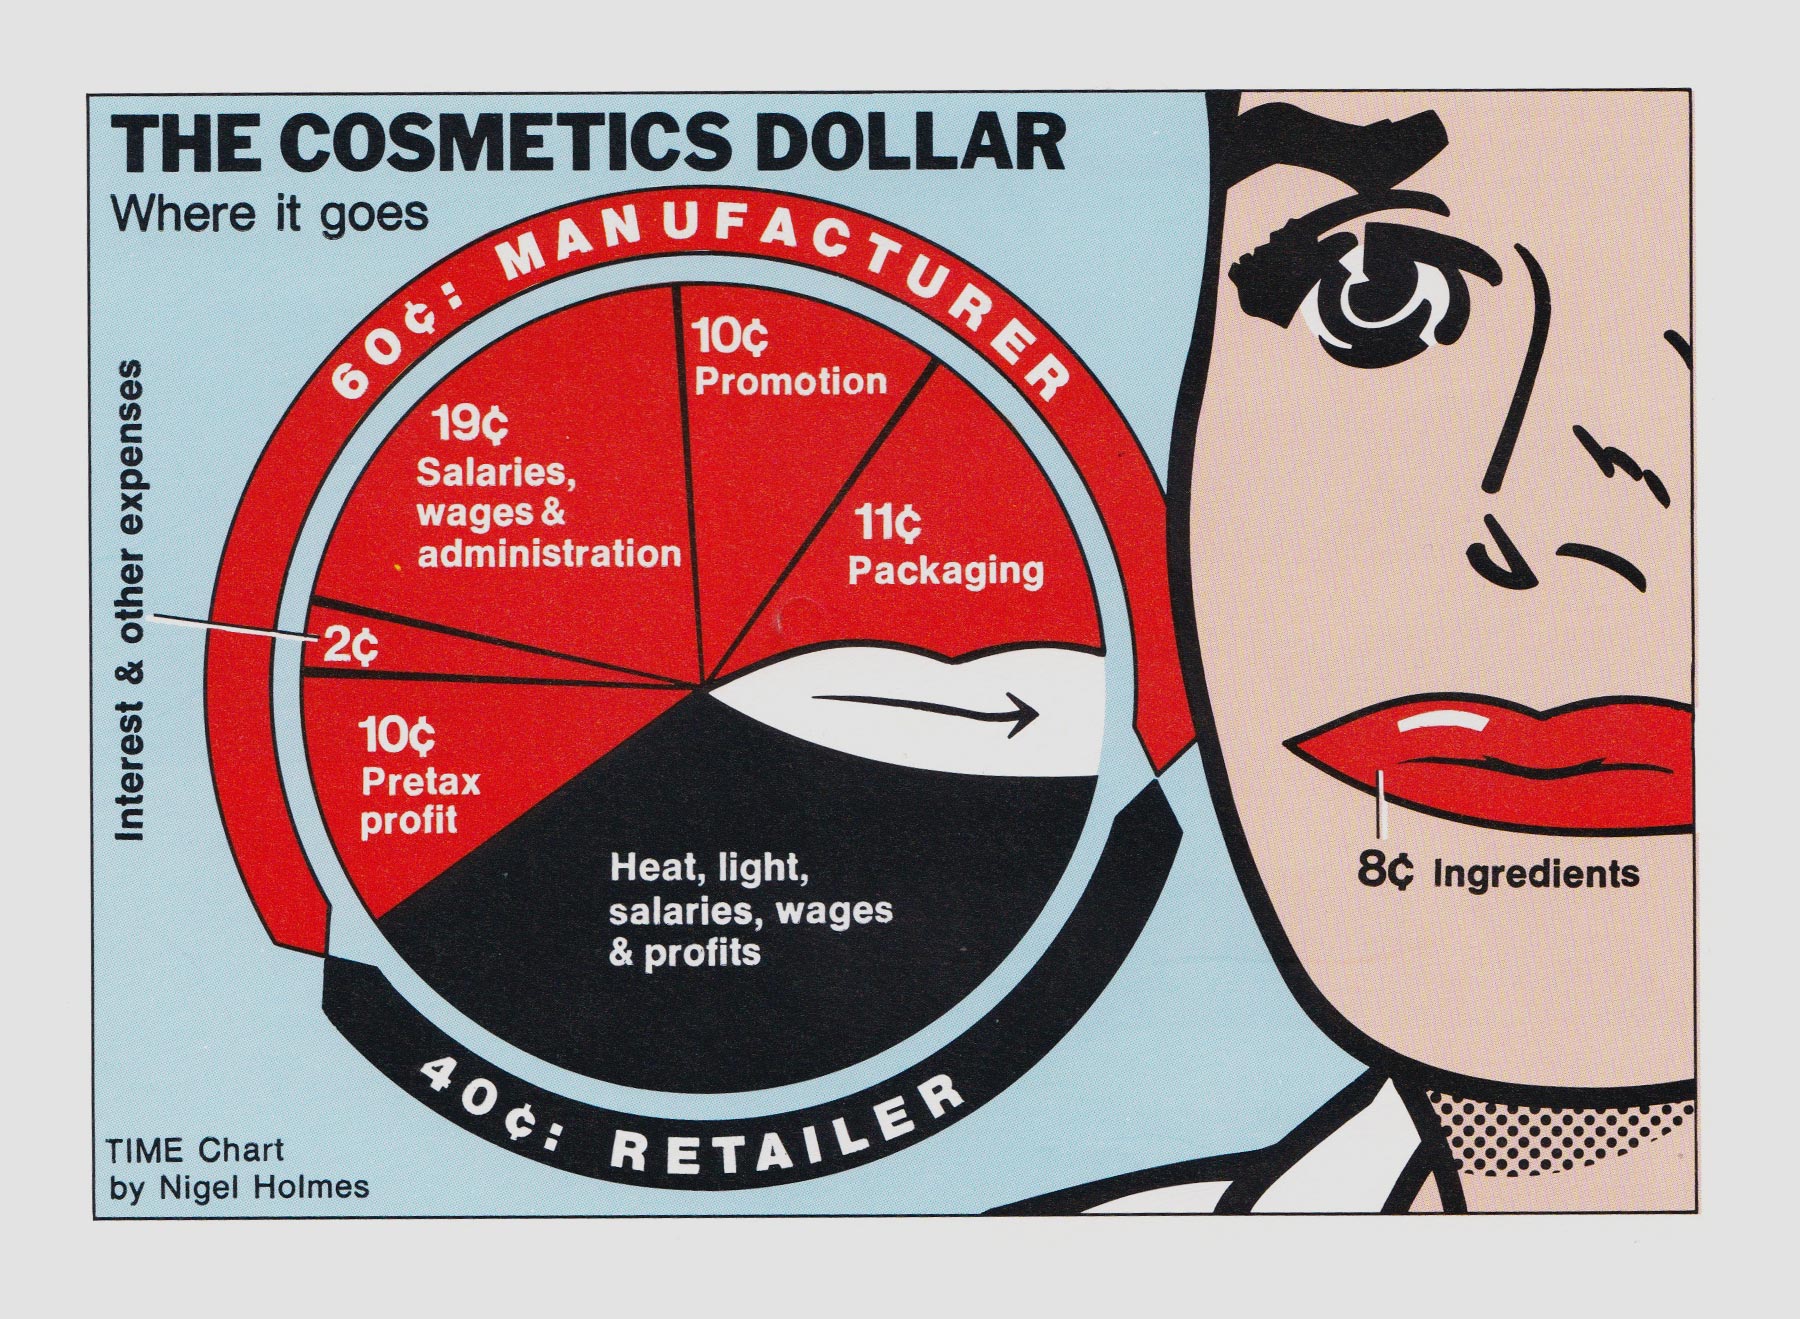 THE COSMETICS DOLLAR
Where it goes
60¢: MANUFACTURER
10¢
Promotion
19¢
Salaries,
wages &
administration
11¢
Packaging
Interest & other expenses
2¢
10¢
Pretax
profit
Heat, light,
salaries, wages
& profits
8¢ Ingredients
40¢: RETAILER
TIME Chart
by Nigel Holmes